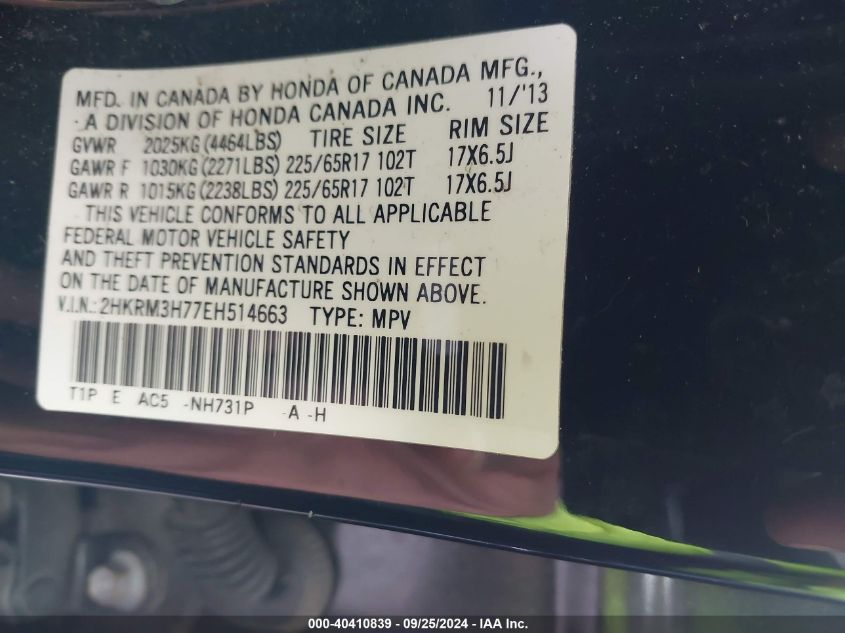 MFD. IN CANADA BY HONDA OF CANADA MFG.,
A DIVISION OF HONDA CANADA INC. 11/'13
GVWR 2025KG(4464LBS) TIRE SIZE RIM SIZE
GAWR F 1030KG(2271LBS) 225/65R17 102T 17X6.5J
GAWR R 1015KG(2238LBS) 225/65R17 102T 17X6.5J
THIS VEHICLE CONFORMS TO ALL APPLICABLE
FEDERAL MOTOR VEHICLE SAFETY
AND THEFT PREVENTION STANDARDS IN EFFECT
ON THE DATE OF MANUFACTURE SHOWN ABOVE.
V.I.N.:2HKRM3H77EH514663 TYPE: MPV
T1P E AC5 -NH731P -A -H
000-40410839 - 09/25/2024 - IAA Inc.